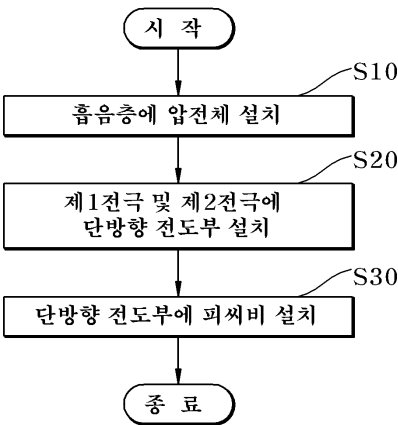 시 작
S10
흡음층에 압전체 설치
S20
제1전극 및 제2전극에
단방향 전도부 설치
S30
단방향 전도부에 피씨비 설치
종 료